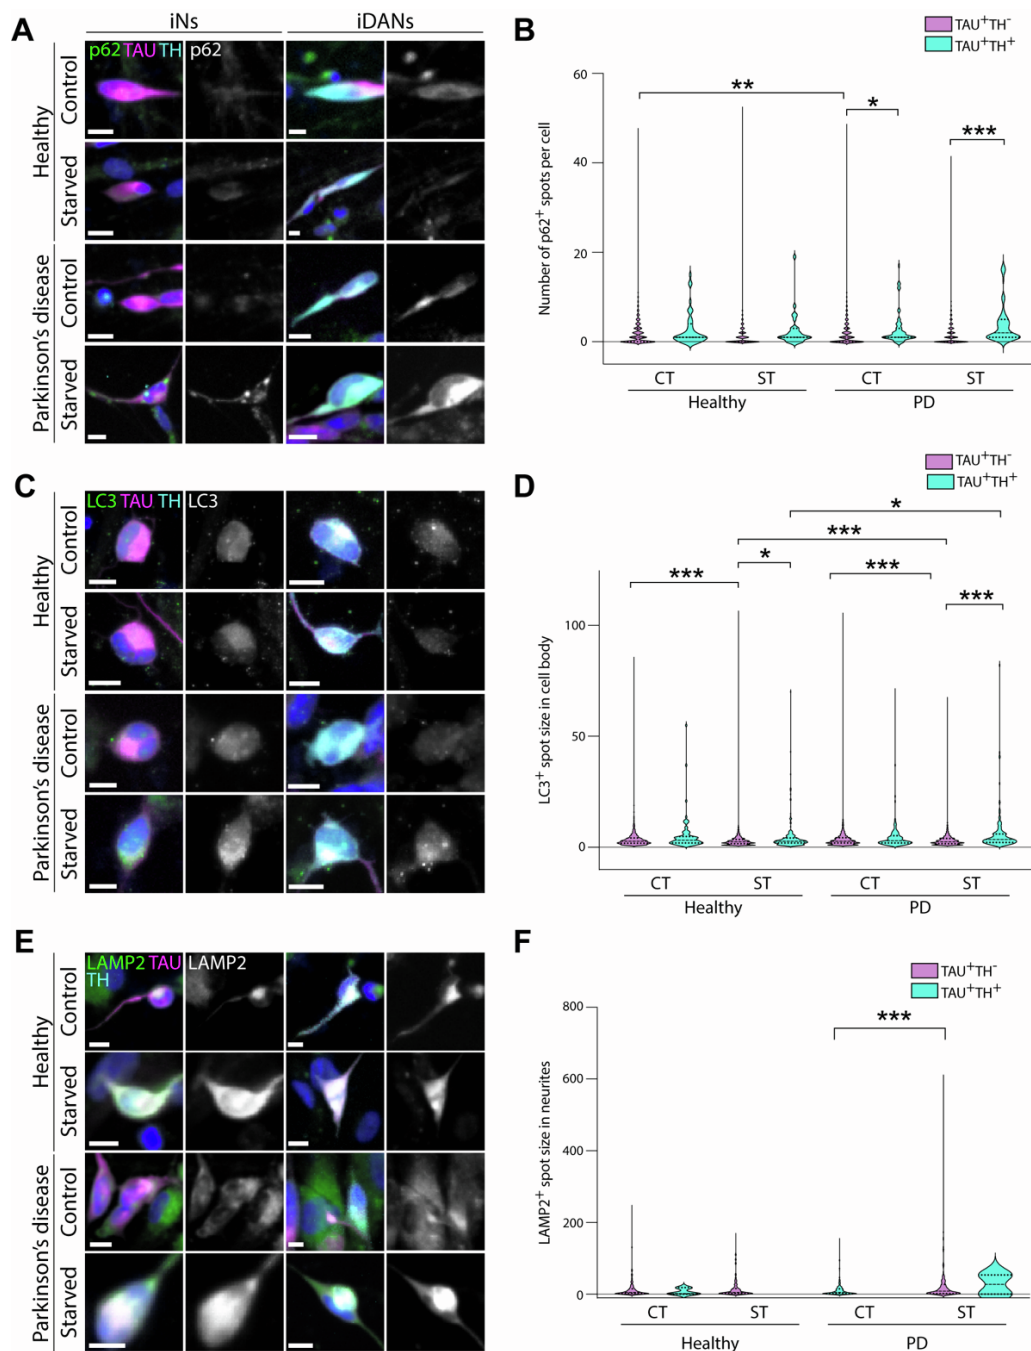 A
iNs
iDANs
p62 TAU TH
p62
Healthy
Control
Starved
Parkinson's disease
Control
Starved
B
TAU+TH-
TAU+TH+
Number of p62+ spots per cell
60
40
20
0
**
*
***
CT
ST
CT
ST
Healthy
PD
C
LC3 TAU TH
LC3
Healthy
Control
Starved
Parkinson's disease
Control
Starved
D
TAU+TH-
TAU+TH+
LC3+ spot size in cell body
100
50
0
*
***
*
***
***
***
CT
ST
CT
ST
Healthy
PD
E
LAMP2 TAU
TH
LAMP2
Healthy
Control
Starved
Parkinson's disease
Control
Starved
F
TAU+TH-
TAU+TH+
LAMP2+ spot size in neurites
800
600
400
200
0
***
CT
ST
CT
ST
Healthy
PD